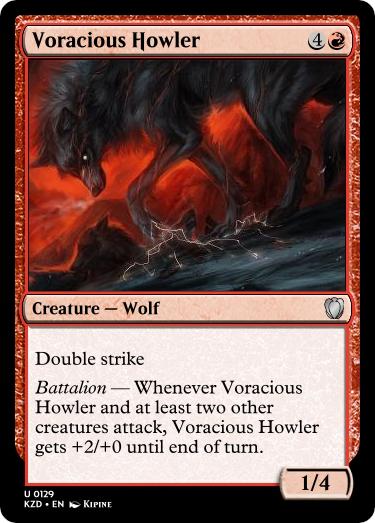 Voracious Howler 4
Creature — Wolf
Double strike
Battalion — Whenever Voracious
Howler and at least two other
creatures attack, Voracious Howler
gets +2/+0 until end of turn.
1/4
U 0129
KZD • EN Kipine